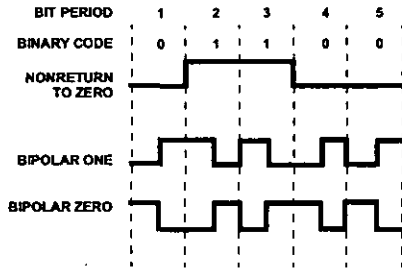 BIT PERIOD 1 2 3 4 5
BINARY CODE 0 1 1 0 0
NONRETURN
TO ZERO
BIPOLAR ONE
BIPOLAR ZERO